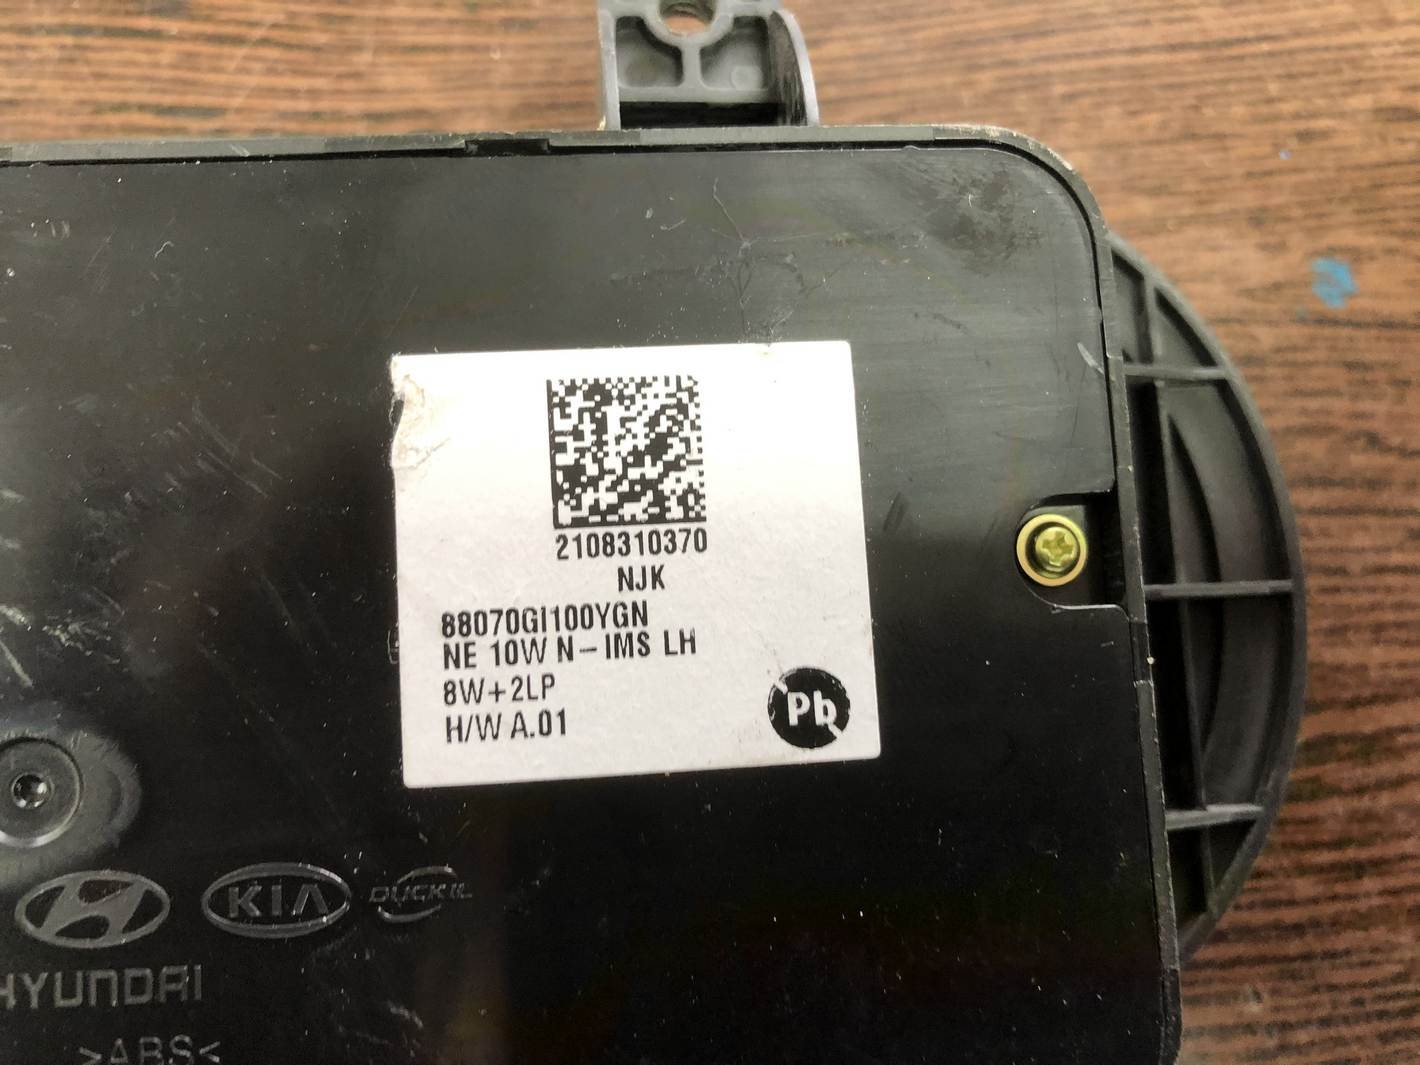 2108310370
NJK
88070GI100YGN
NE 10W N-IMS LH
8W+2LP
H/W A.01
Pb
KIA
DUCKIL
HYUNDAI
>ABS<